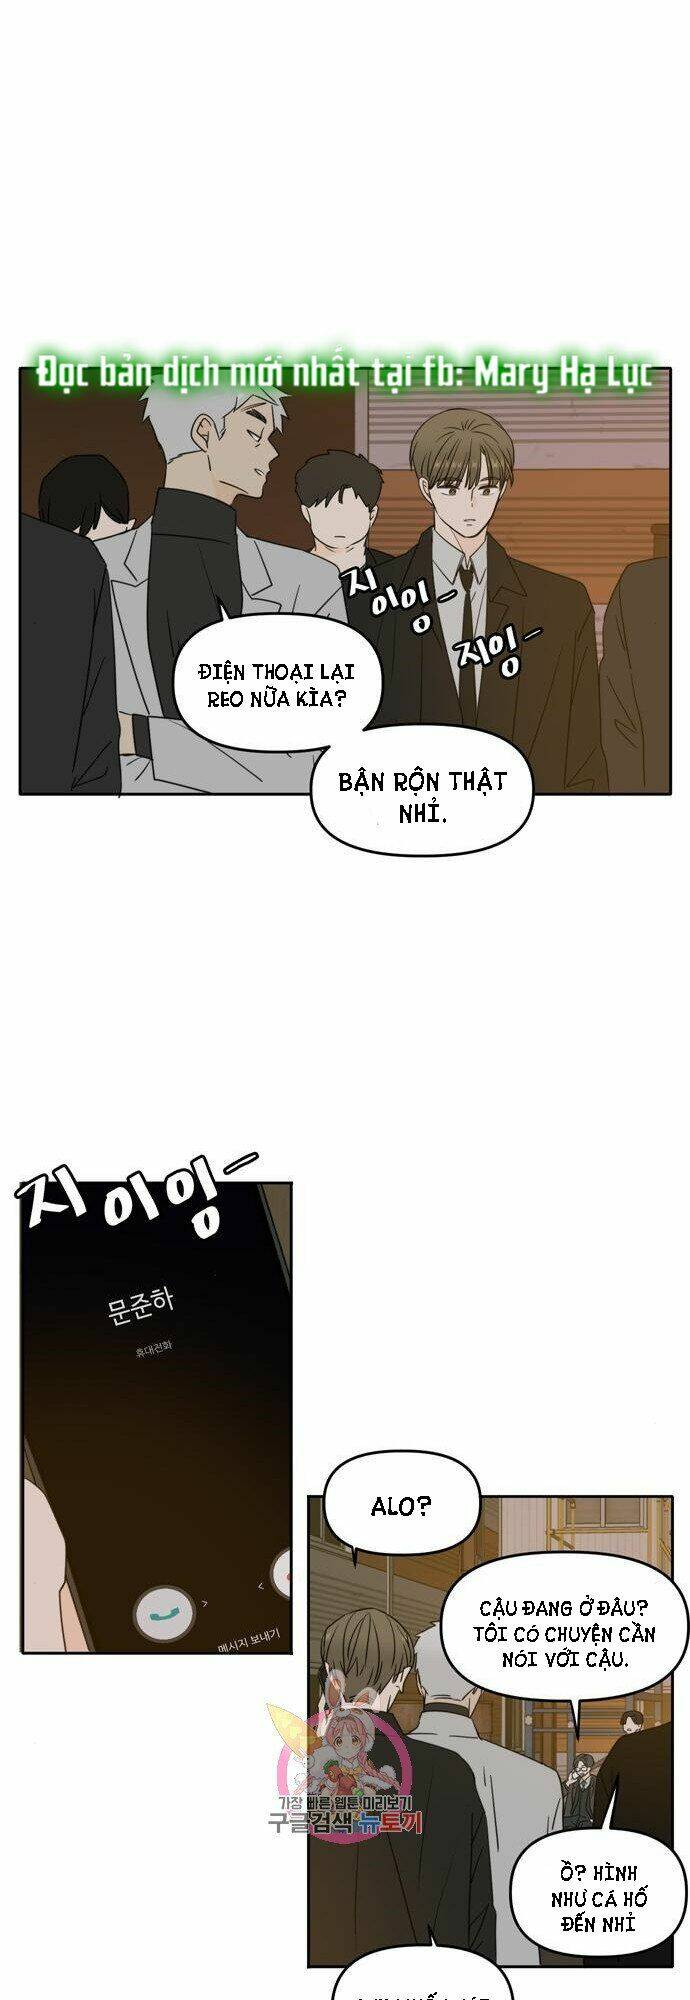 Đọc bản dịch mới nhất tại fb: Mary Hạ Lục
지이잉-
지잉-
ĐIỆN THOẠI LẠI
REO NỮA KÌA?
BẬN RỘN THẬT
NHỈ.
지이잉-
문준하
휴대전화
메시지 보내기
ALO?
CẬU ĐANG Ở ĐÂU?
TÔI CÓ CHUYỆN CẦN
NÓI VỚI CẬU.
가장 빠른 웹툰 미리보기
구글검색 뉴토끼
Ồ? HÌNH
NHƯ CÁ HỐ
ĐẾN NHỈ